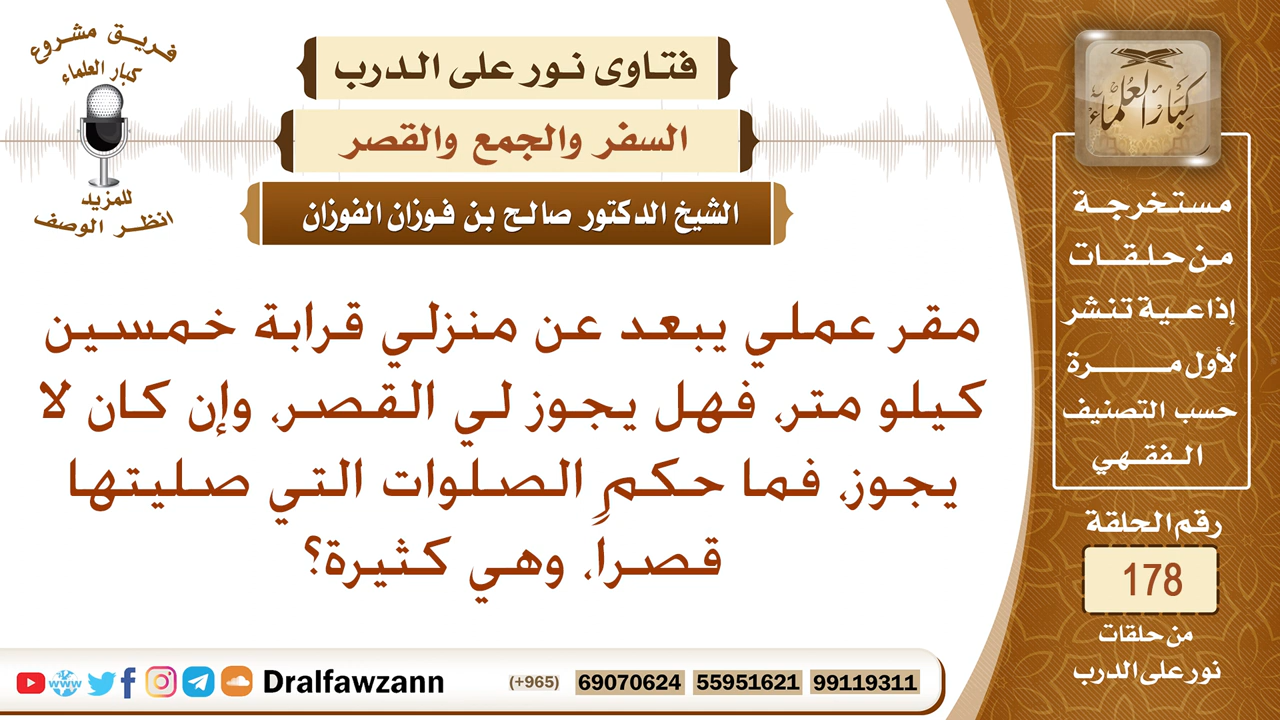 فريق مشروع
كبار العلماء
للمزيد
انظر الوصف
فتاوى نور على الدرب
السفر والجمع والقصر
الشيخ الدكتور صالح بن فوزان الفوزان
مقر عملي يبعد عن منزلي قرابة خمسين
كيلو متر، فهل يجوز لي القصر، وإن كان لا
يجوز، فما حكم الصلوات التي صليتها
قصراً، وهي كثيرة؟
كبار العلماء
مستخرجة
من حلقات
إذاعية تنشر
لأول مرة
حسب التصنيف
الفقهي
رقم الحلقة
178
من حلقات
نور على الدرب
www
Dralfawzann
(+965) 69070624 55951621 99119311